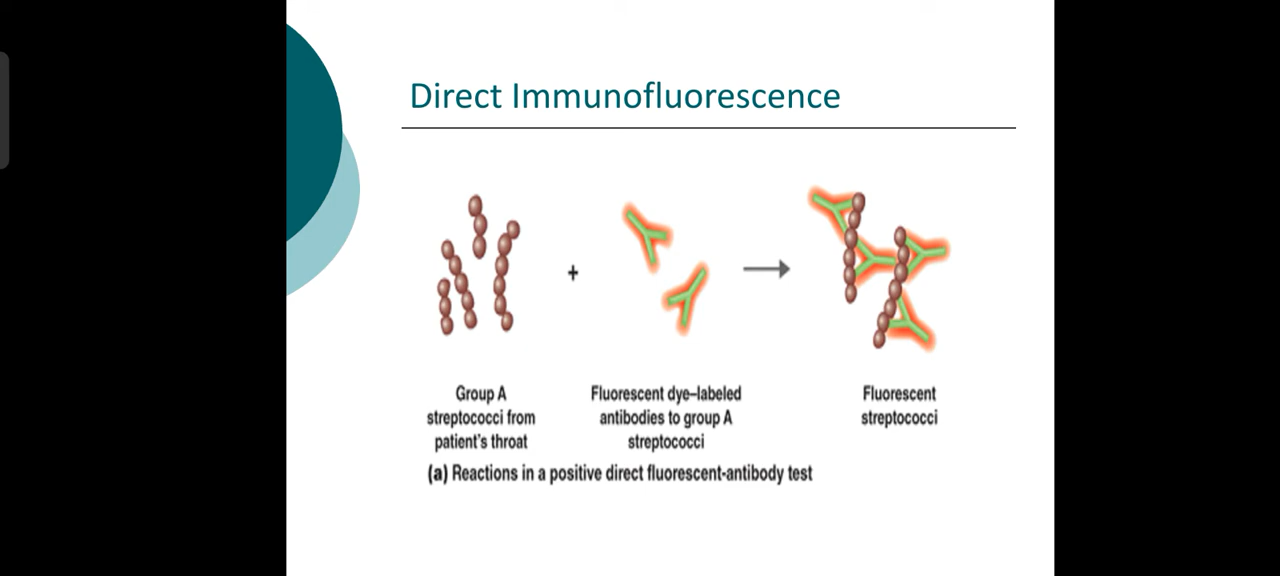 Direct Immunofluorescence
+
Group A
streptococci from
patient's throat
Fluorescent dye–labeled
antibodies to group A
streptococci
Fluorescent
streptococci
(a) Reactions in a positive direct fluorescent-antibody test